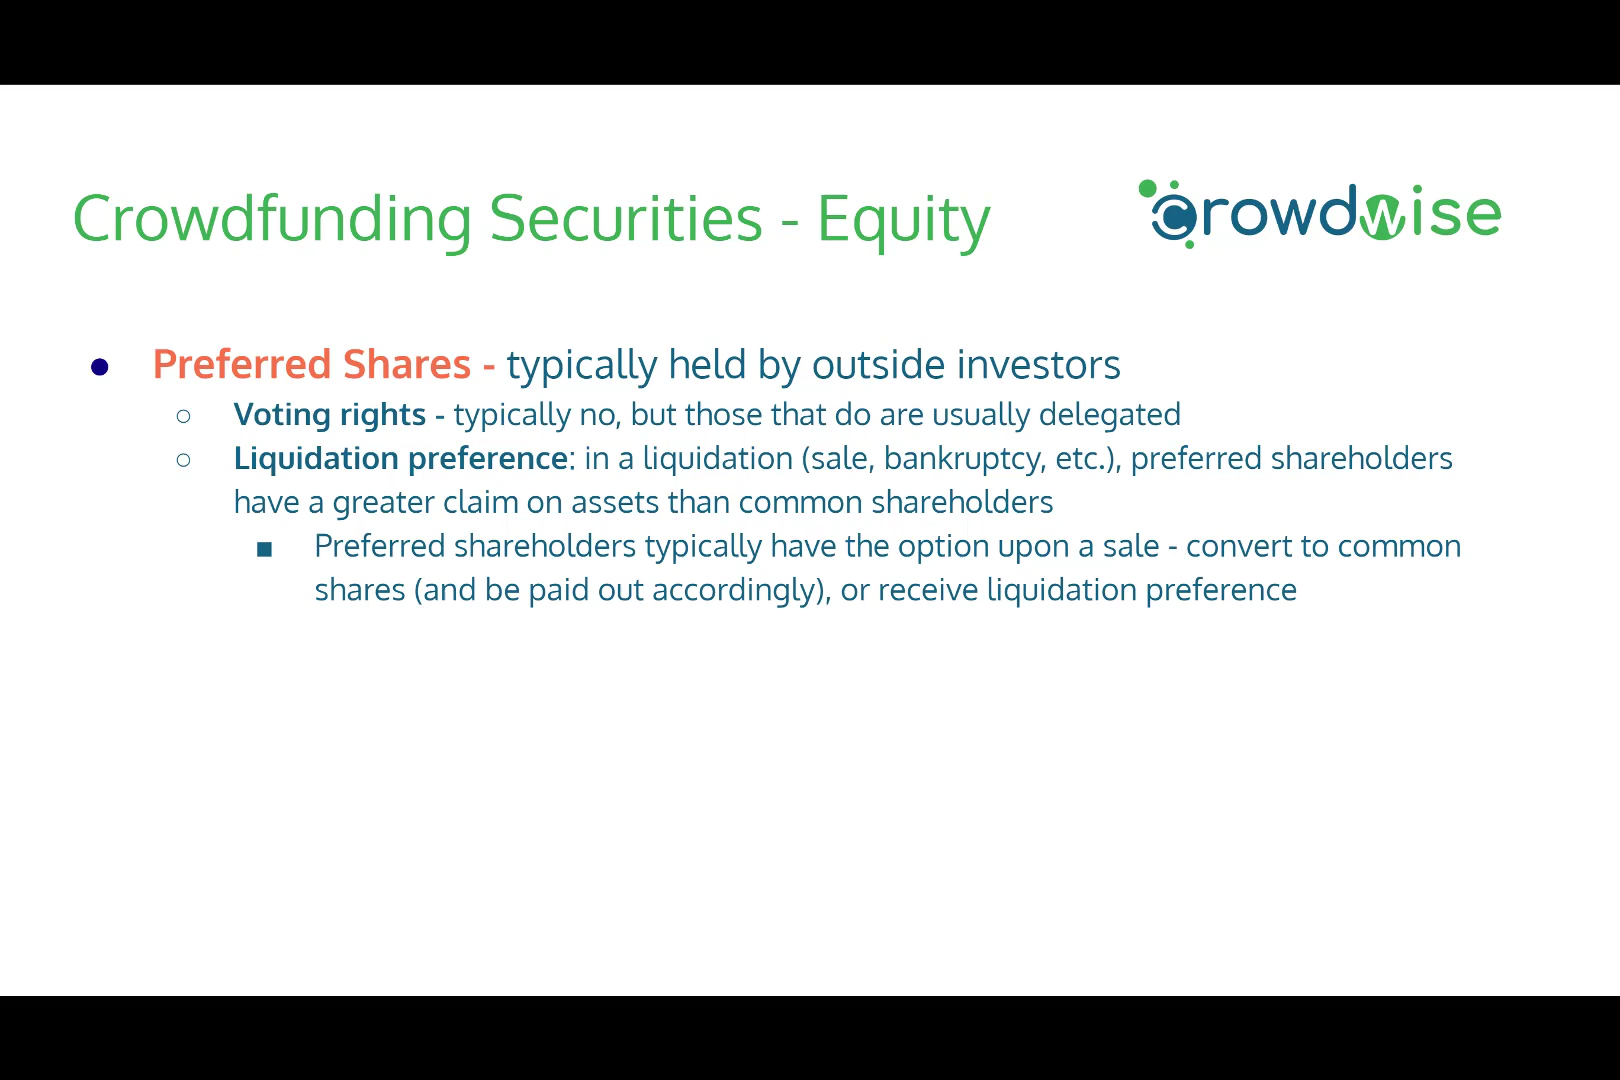 Crowdfunding Securities - Equity
crowdwise
● Preferred Shares - typically held by outside investors
○ Voting rights - typically no, but those that do are usually delegated
○ Liquidation preference: in a liquidation (sale, bankruptcy, etc.), preferred shareholders
have a greater claim on assets than common shareholders
■ Preferred shareholders typically have the option upon a sale - convert to common
shares (and be paid out accordingly), or receive liquidation preference